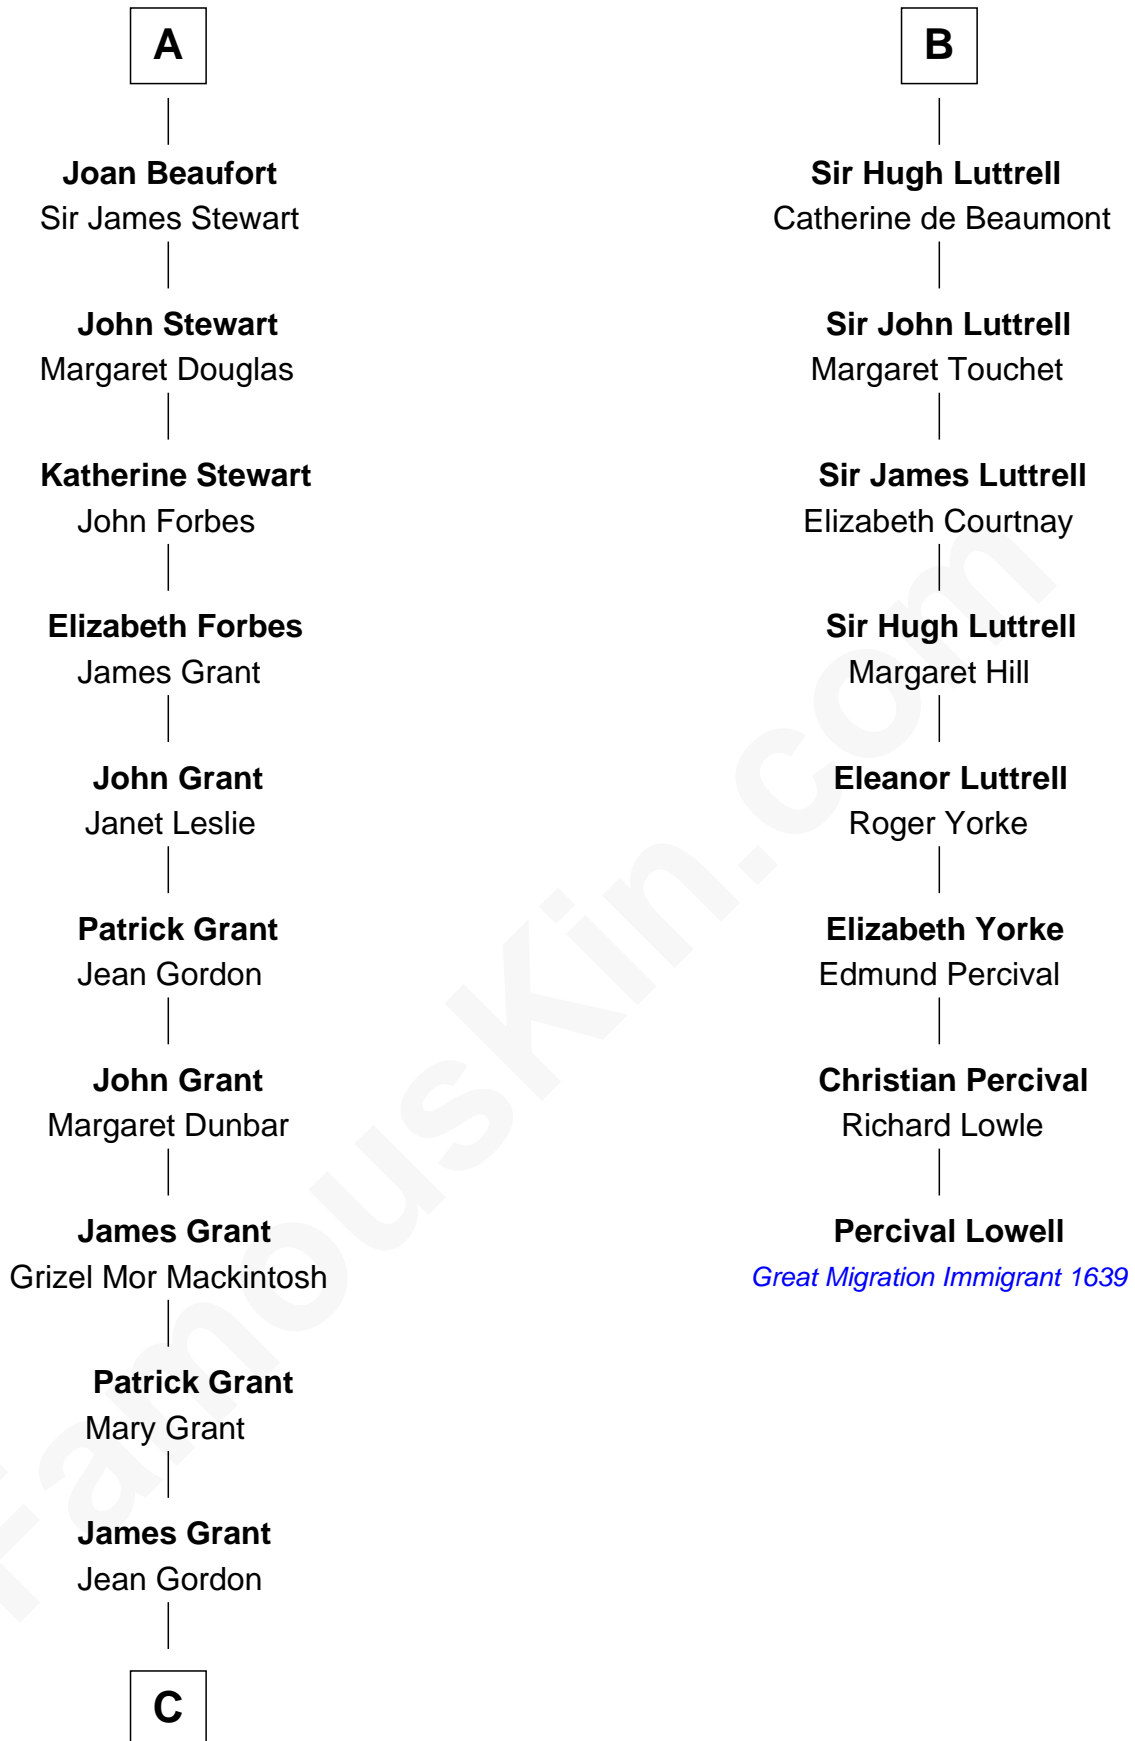 A
Joan Beaufort
Sir James Stewart
John Stewart
Margaret Douglas
Katherine Stewart
John Forbes
Elizabeth Forbes
James Grant
John Grant
Janet Leslie
Patrick Grant
Jean Gordon
John Grant
Margaret Dunbar
James Grant
Grizel Mor Mackintosh
Patrick Grant
Mary Grant
James Grant
Jean Gordon
C
B
Sir Hugh Luttrell
Catherine de Beaumont
Sir John Luttrell
Margaret Touchet
Sir James Luttrell
Elizabeth Courtnay
Sir Hugh Luttrell
Margaret Hill
Eleanor Luttrell
Roger Yorke
Elizabeth Yorke
Edmund Percival
Christian Percival
Richard Lowle
Percival Lowell
Great Migration Immigrant 1639
FamousKin.com